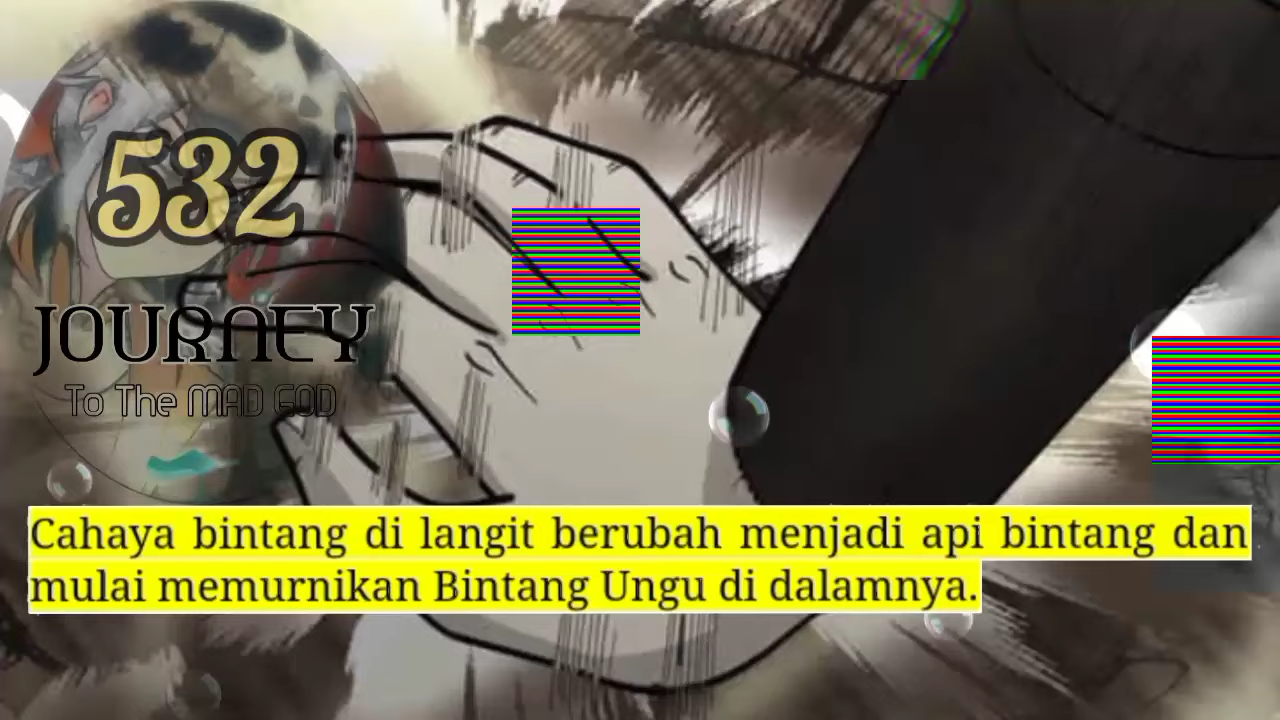 532
JOURNEY
To The MAD GOD
Cahaya bintang di langit berubah menjadi api bintang dan
mulai memurnikan Bintang Ungu di dalamnya.